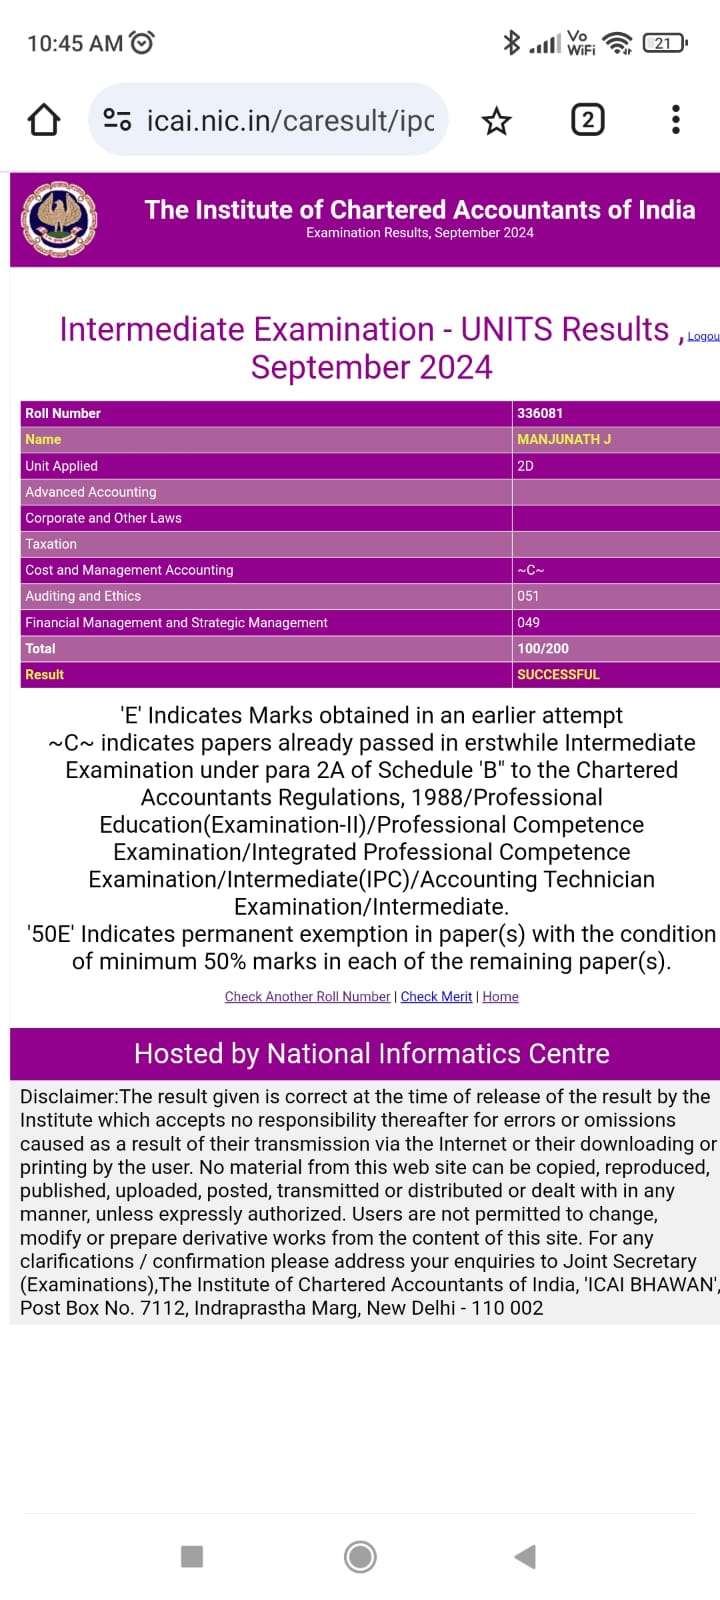 10:45 AM
Vo
WiFi
21
icai.nic.in/caresult/ipc
2
The Institute of Chartered Accountants of India
Examination Results, September 2024
Intermediate Examination - UNITS Results ,
Logou
September 2024
Roll Number 336081
Name MANJUNATH J
Unit Applied 2D
Advanced Accounting
Corporate and Other Laws
Taxation
Cost and Management Accounting ~C~
Auditing and Ethics 051
Financial Management and Strategic Management 049
Total 100/200
Result SUCCESSFUL
'E' Indicates Marks obtained in an earlier attempt
~C~ indicates papers already passed in erstwhile Intermediate
Examination under para 2A of Schedule 'B" to the Chartered
Accountants Regulations, 1988/Professional
Education(Examination-II)/Professional Competence
Examination/Integrated Professional Competence
Examination/Intermediate(IPC)/Accounting Technician
Examination/Intermediate.
'50E' Indicates permanent exemption in paper(s) with the condition
of minimum 50% marks in each of the remaining paper(s).
Check Another Roll Number | Check Merit | Home
Hosted by National Informatics Centre
Disclaimer:The result given is correct at the time of release of the result by the
Institute which accepts no responsibility thereafter for errors or omissions
caused as a result of their transmission via the Internet or their downloading or
printing by the user. No material from this web site can be copied, reproduced,
published, uploaded, posted, transmitted or distributed or dealt with in any
manner, unless expressly authorized. Users are not permitted to change,
modify or prepare derivative works from the content of this site. For any
clarifications / confirmation please address your enquiries to Joint Secretary
(Examinations),The Institute of Chartered Accountants of India, 'ICAI BHAWAN',
Post Box No. 7112, Indraprastha Marg, New Delhi - 110 002